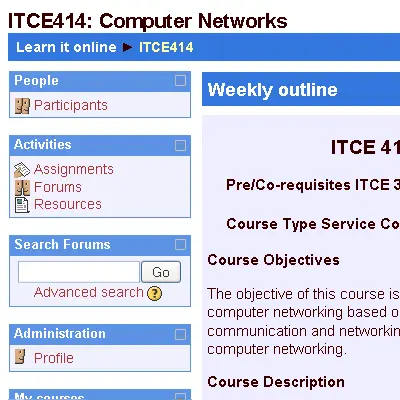 ITCE414: Computer Networks
Learn it online ► ITCE414
People
Participants
Activities
Assignments
Forums
Resources
Search Forums
Go
Advanced search ?
Administration
Profile
My courses
Weekly outline
ITCE 41
Pre/Co-requisites ITCE 3
Course Type Service Co
Course Objectives
The objective of this course is
computer networking based o
communication and networkin
computer networking.
Course Description